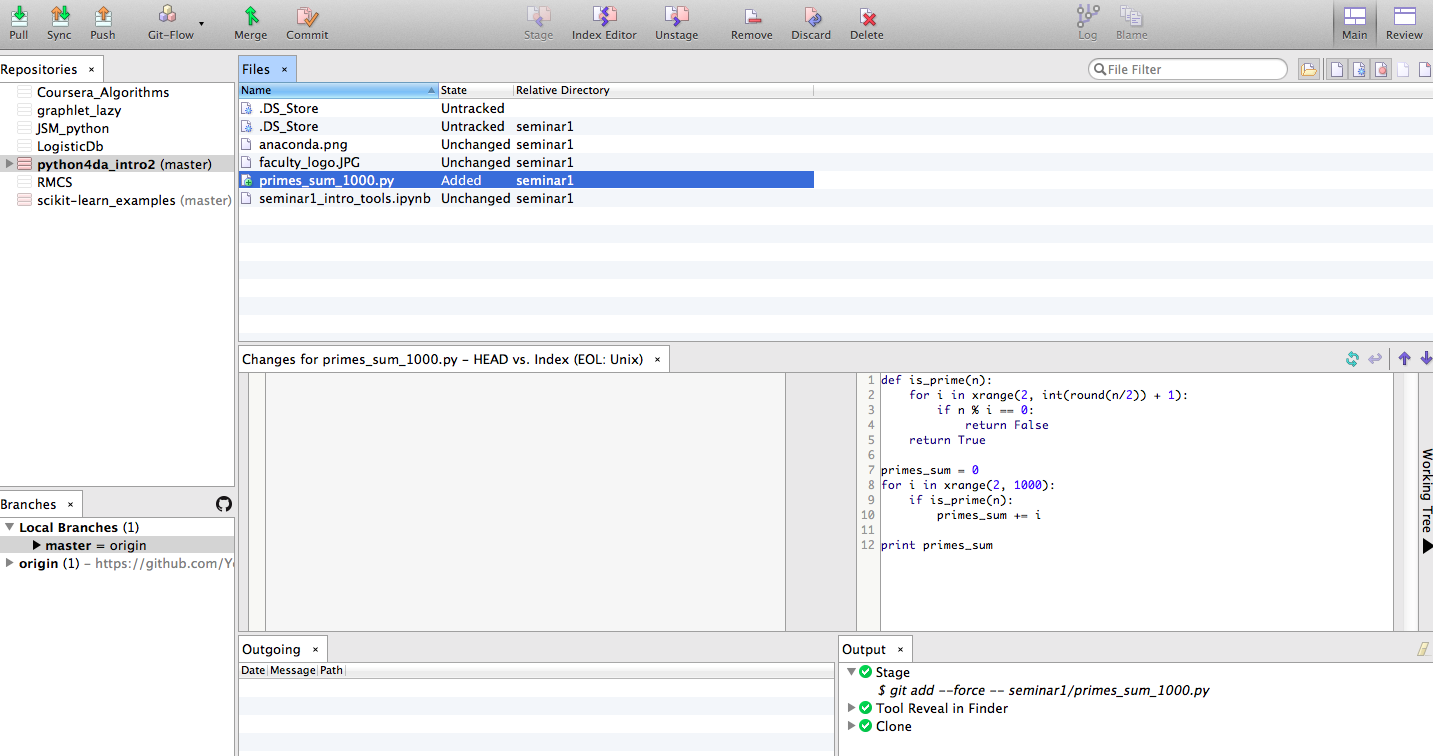 Pull Sync Push Git-Flow Merge Commit Stage Index Editor Unstage Remove Discard Delete Log Blame Main Review
Repositories ×
Coursera_Algorithms
graphlet_lazy
JSM_python
LogisticDb
python4da_intro2 (master)
RMCS
scikit-learn_examples (master)
Files ×
File Filter
Name State Relative Directory
.DS_Store Untracked
.DS_Store Untracked seminar1
anaconda.png Unchanged seminar1
faculty_logo.JPG Unchanged seminar1
primes_sum_1000.py Added seminar1
seminar1_intro_tools.ipynb Unchanged seminar1
Changes for primes_sum_1000.py – HEAD vs. Index (EOL: Unix) ×
1 def is_prime(n):
2 for i in xrange(2, int(round(n/2)) + 1):
3 if n % i == 0:
4 return False
5 return True
6
7 primes_sum = 0
8 for i in xrange(2, 1000):
9 if is_prime(n):
10 primes_sum += i
11
12 print primes_sum
Working Tree
Branches ×
Local Branches (1)
master = origin
origin (1) – https://github.com/Y
Outgoing ×
Date Message Path
Output ×
Stage
$ git add --force -- seminar1/primes_sum_1000.py
Tool Reveal in Finder
Clone